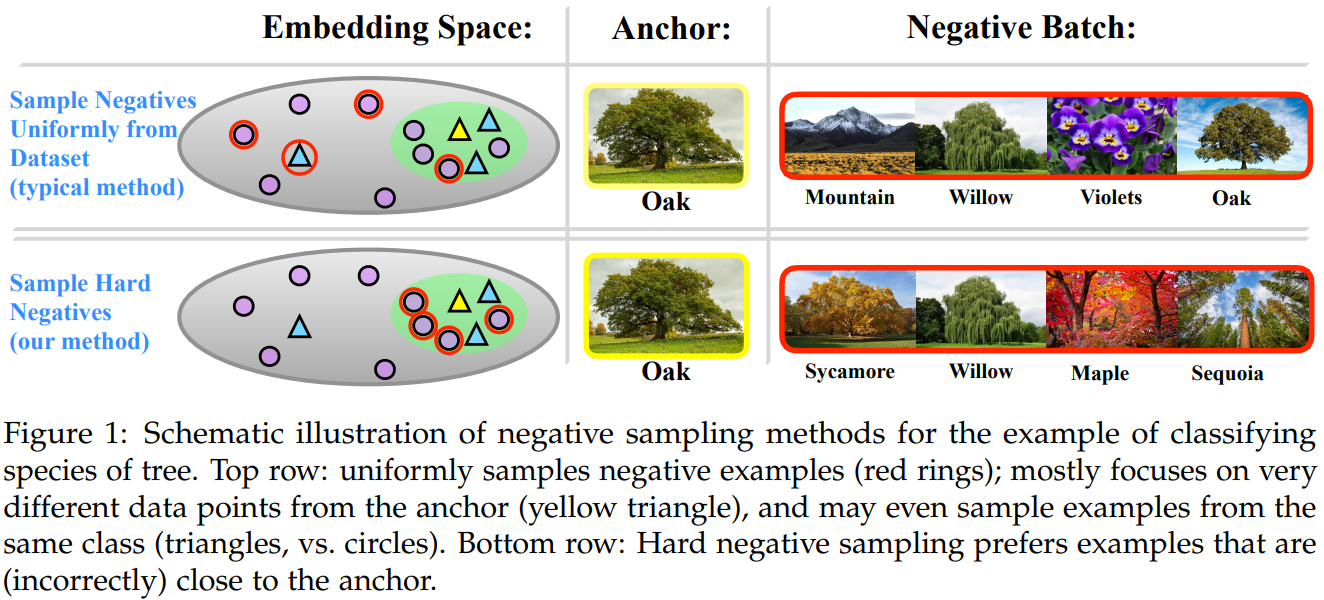 Embedding Space:
Anchor:
Negative Batch:
Sample Negatives
Uniformly from
Dataset
(typical method)
Oak
Mountain
Willow
Violets
Oak
Sample Hard
Negatives
(our method)
Oak
Sycamore
Willow
Maple
Sequoia
Figure 1: Schematic illustration of negative sampling methods for the example of classifying
species of tree. Top row: uniformly samples negative examples (red rings); mostly focuses on very
different data points from the anchor (yellow triangle), and may even sample examples from the
same class (triangles, vs. circles). Bottom row: Hard negative sampling prefers examples that are
(incorrectly) close to the anchor.